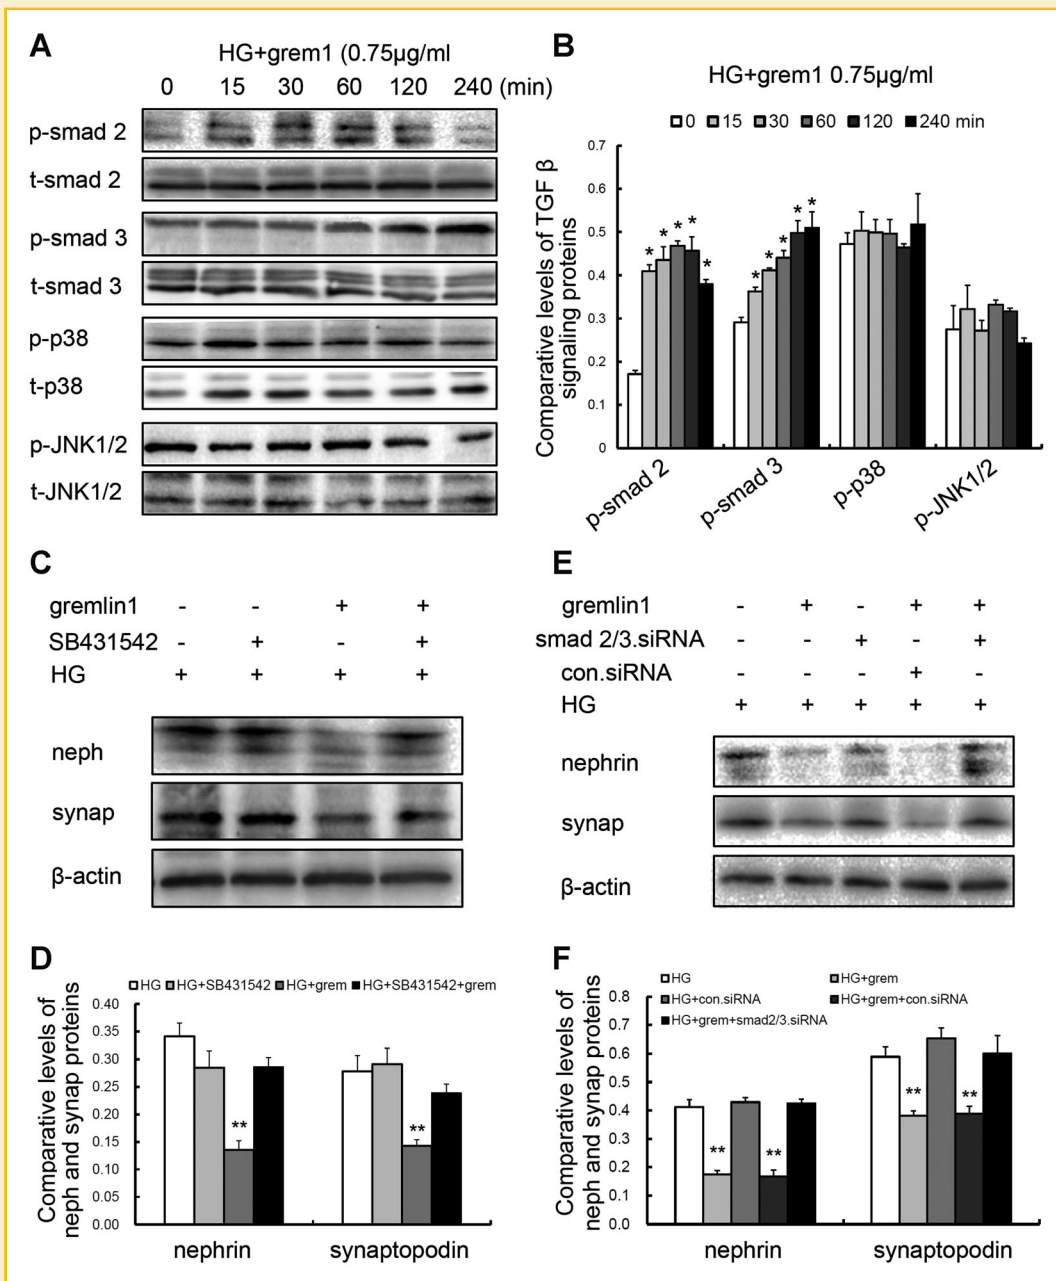 A
HG+grem1 (0.75μg/ml
0 15 30 60 120 240 (min)
p-smad 2
t-smad 2
p-smad 3
t-smad 3
p-p38
t-p38
p-JNK1/2
t-JNK1/2
B
HG+grem1 0.75μg/ml
0 15 30 60 120 240 min
Comparative levels of TGF β
signaling proteins
0.7
0.6
0.5
0.4
0.3
0.2
0.1
0
* * * * *
* * * * *
p-smad 2
p-smad 3
p-p38
p-JNK1/2
C
gremlin1 - - + +
SB431542 - + - +
HG + + + +
neph
synap
β-actin
E
gremlin1 - + - + +
smad 2/3.siRNA - - + - +
con.siRNA - - - + -
HG + + + + +
nephrin
synap
β-actin
D
HG HG+SB431542 HG+grem HG+SB431542+grem
Comparative levels of
neph and synap proteins
0.40
0.35
0.30
0.25
0.20
0.15
0.10
0.05
0.00
**
**
nephrin
synaptopodin
F
HG HG+grem
HG+con.siRNA HG+grem+con.siRNA
HG+grem+smad2/3.siRNA
Comparative levels of
neph and synap proteins
0.8
0.7
0.6
0.5
0.4
0.3
0.2
0.1
0.0
** **
** **
nephrin
synaptopodin